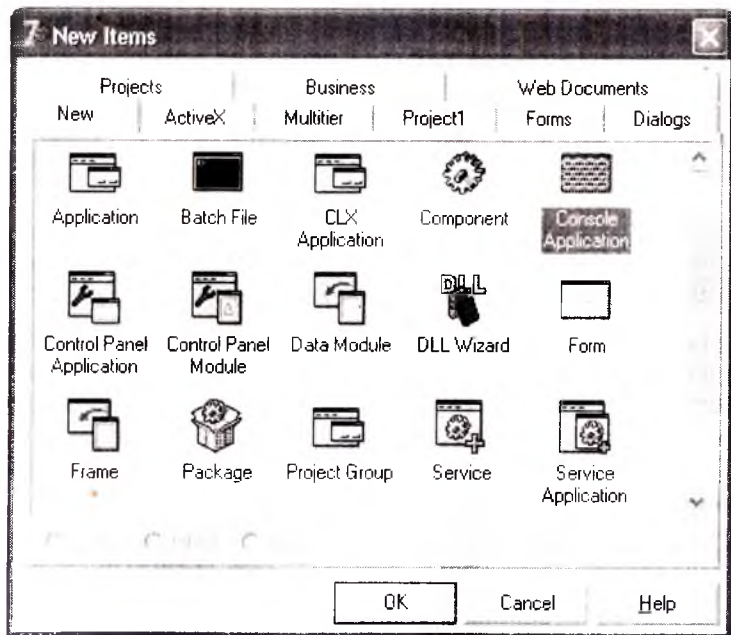 7 New Items
Projects Business Web Documents
New ActiveX Multitier Project1 Forms Dialogs
Application Batch File CLX Application Component Console Application
Control Panel Application Control Panel Module Data Module DLL Wizard Form
Frame Package Project Group Service Service Application
OK Cancel Help